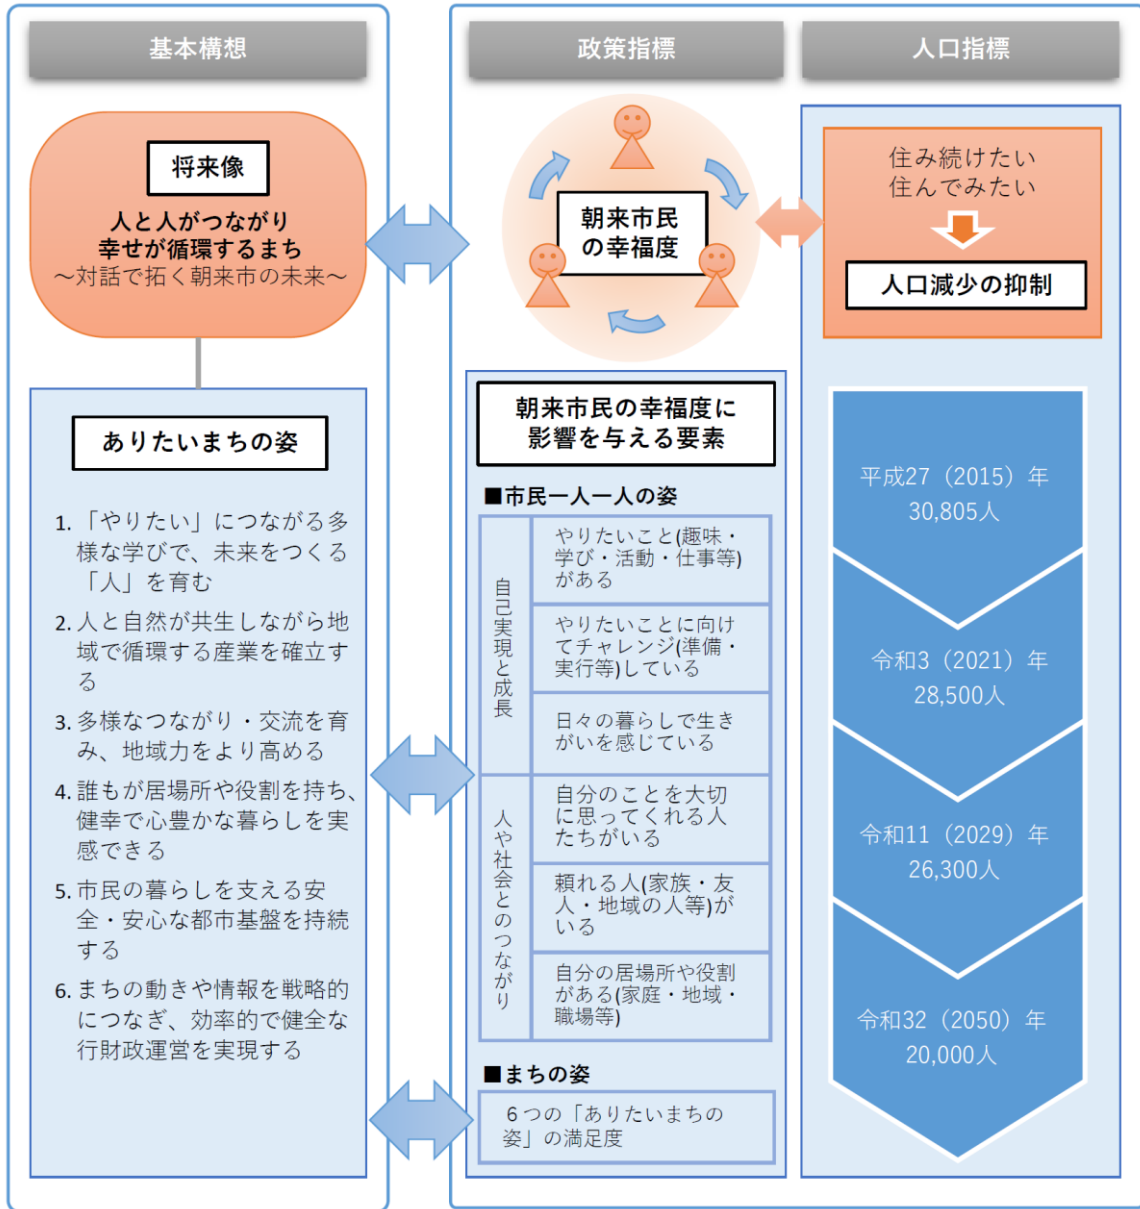 基本構想
将来像
人と人がつながり
幸せが循環するまち
～対話で拓く朝来市の未来～
ありたいまちの姿
1. 「やりたい」につながる多
様な学びで、未来をつくる
「人」を育む
2. 人と自然が共生しながら地
域で循環する産業を確立す
る
3. 多様なつながり・交流を育
み、地域力をより高める
4. 誰もが居場所や役割を持ち、
健幸で心豊かな暮らしを実
感できる
5. 市民の暮らしを支える安
全・安心な都市基盤を持続
する
6. まちの動きや情報を戦略的
につなぎ、効率的で健全な
行財政運営を実現する
政策指標
朝来市民
の幸福度
朝来市民の幸福度に
影響を与える要素
■市民一人一人の姿
自己実現と成長
やりたいこと(趣味・
学び・活動・仕事等)
がある
やりたいことに向け
てチャレンジ(準備・
実行等)している
日々の暮らしで生き
がいを感じている
人や社会とのつながり
自分のことを大切
に思ってくれる人
たちがいる
頼れる人(家族・友
人・地域の人等)が
いる
自分の居場所や役割
がある(家庭・地域・
職場等)
■まちの姿
６つの「ありたいまちの
姿」の満足度
人口指標
住み続けたい
住んでみたい
人口減少の抑制
平成27（2015）年
30,805人
令和3（2021）年
28,500人
令和11（2029）年
26,300人
令和32（2050）年
20,000人